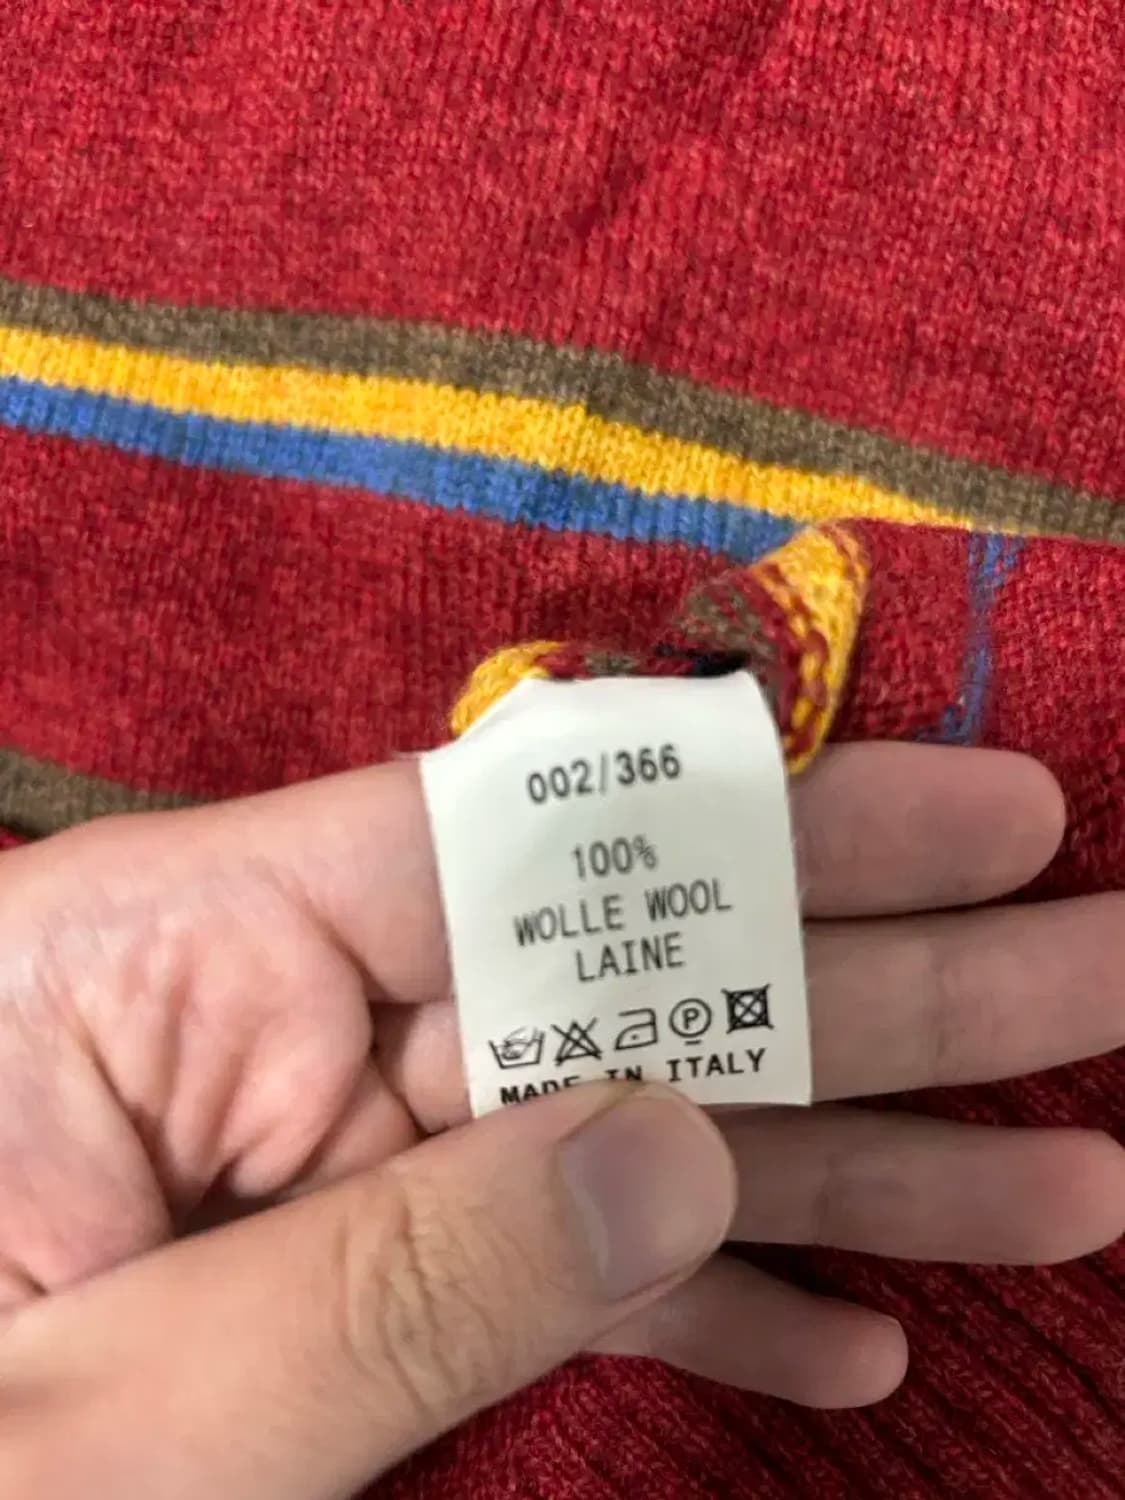 002/366
100%
WOLLE WOOL
LAINE
P
MADE IN ITALY